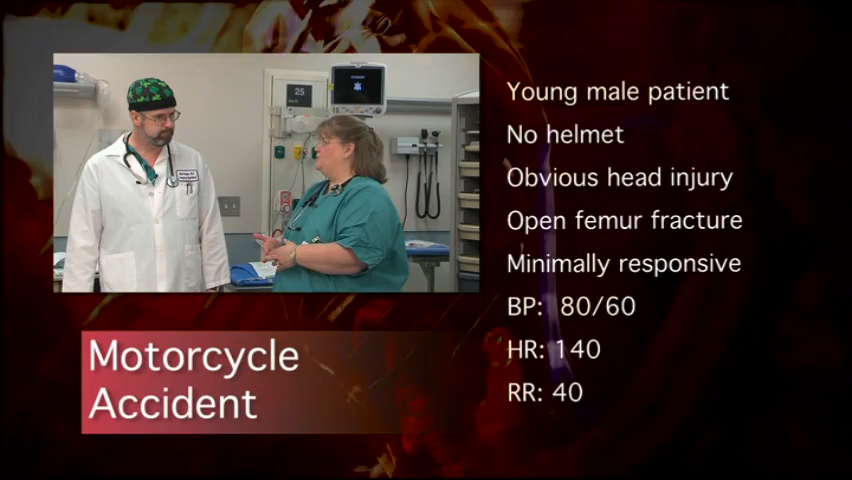 25
Motorcycle
Accident
Young male patient
No helmet
Obvious head injury
Open femur fracture
Minimally responsive
BP: 80/60
HR: 140
RR: 40